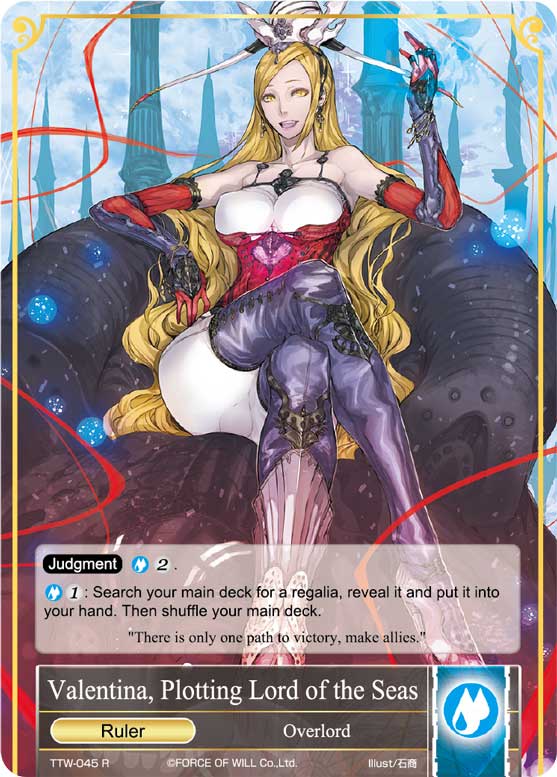 Judgment 2 .
1 : Search your main deck for a regalia, reveal it and put it into
your hand. Then shuffle your main deck.
"There is only one path to victory, make allies."
Valentina, Plotting Lord of the Seas
Ruler Overlord
TTW-045 R ©FORCE OF WILL Co.,Ltd. Illust/石商